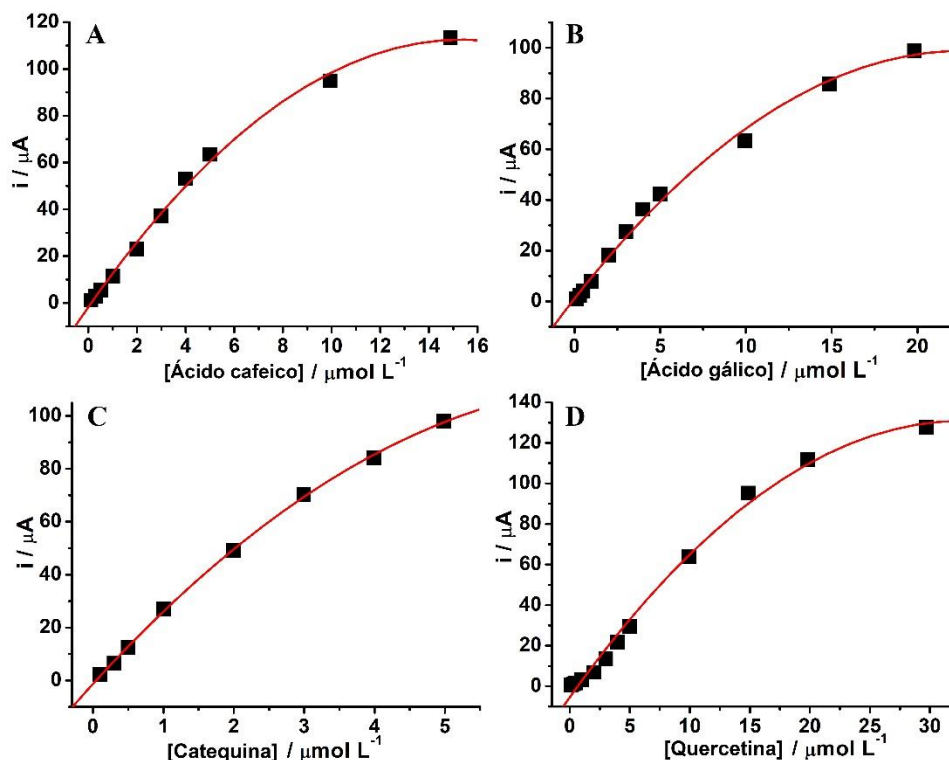 A
120
100
80
60
40
20
0
i / μA
0 2 4 6 8 10 12 14 16
[Ácido cafeico] / μmol L⁻¹
B
100
80
60
40
20
0
i / μA
0 5 10 15 20
[Ácido gálico] / μmol L⁻¹
C
100
80
60
40
20
0
i / μA
0 1 2 3 4 5
[Catequina] / μmol L⁻¹
D
140
120
100
80
60
40
20
0
i / μA
0 5 10 15 20 25 30
[Quercetina] / μmol L⁻¹